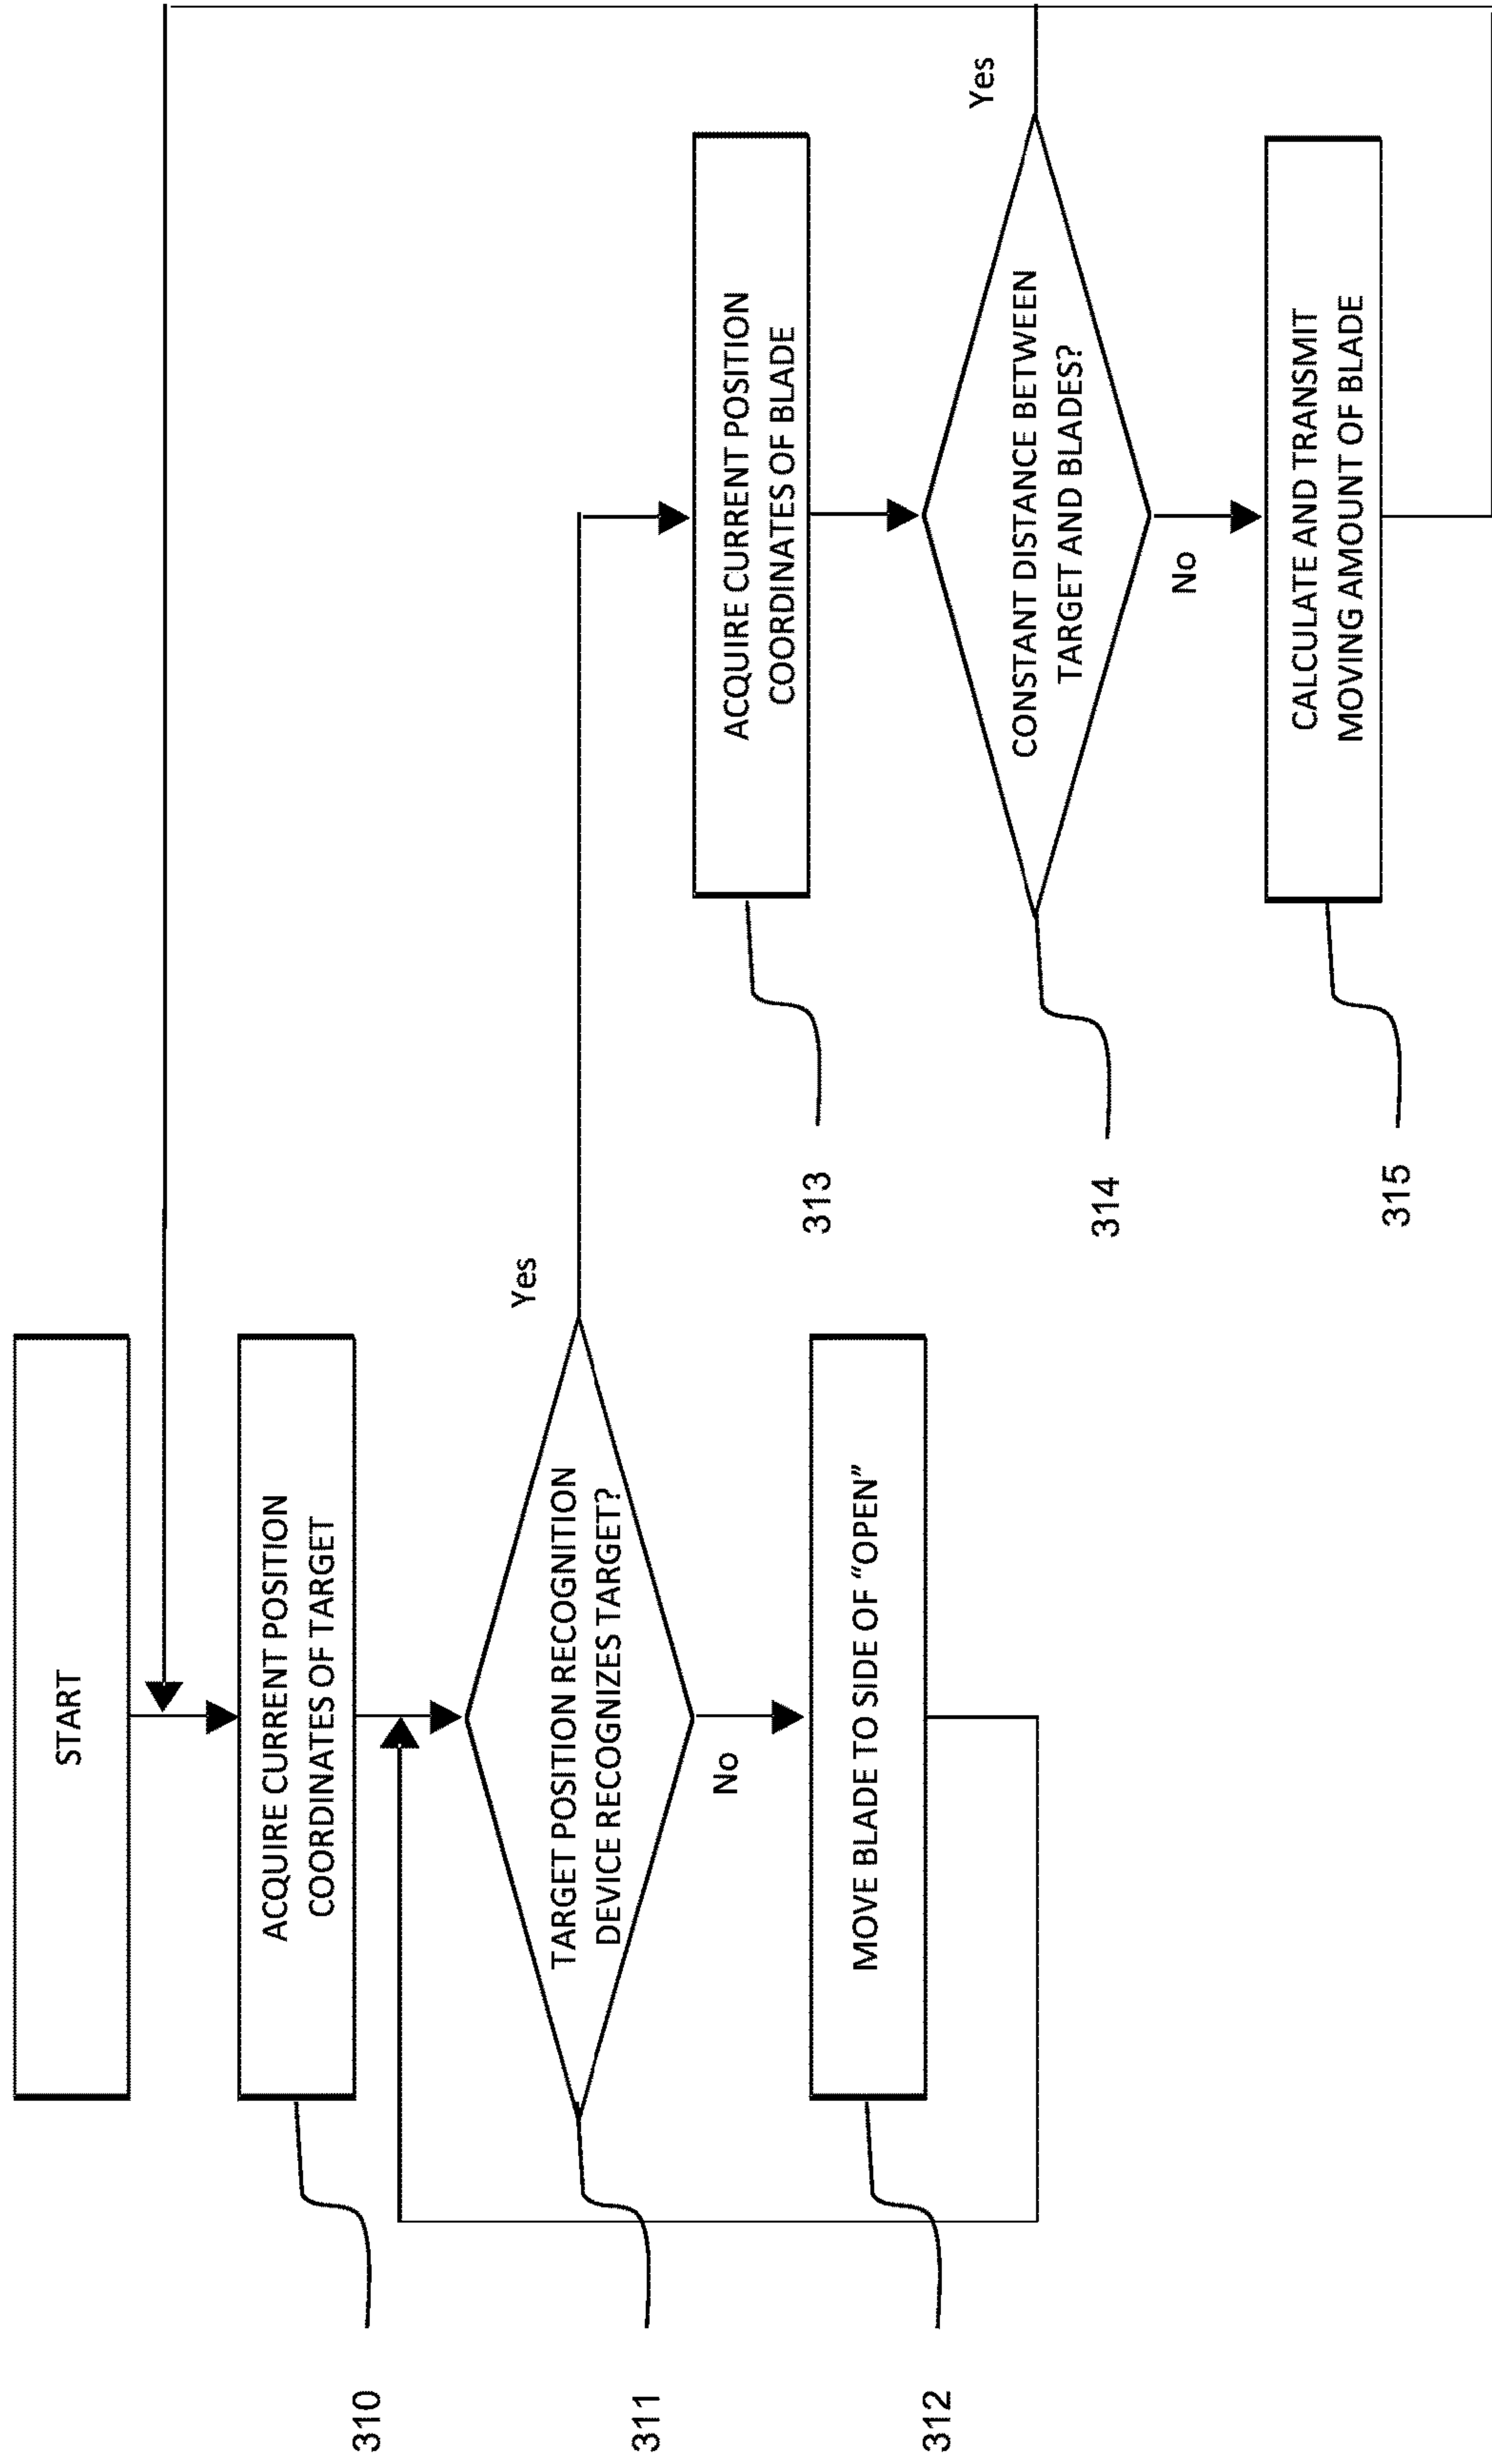 START
310
ACQUIRE CURRENT POSITION
COORDINATES OF TARGET
311
TARGET POSITION RECOGNITION
DEVICE RECOGNIZES TARGET?
Yes
No
312
MOVE BLADE TO SIDE OF “OPEN”
313
ACQUIRE CURRENT POSITION
COORDINATES OF BLADE
314
CONSTANT DISTANCE BETWEEN
TARGET AND BLADES?
Yes
No
315
CALCULATE AND TRANSMIT
MOVING AMOUNT OF BLADE